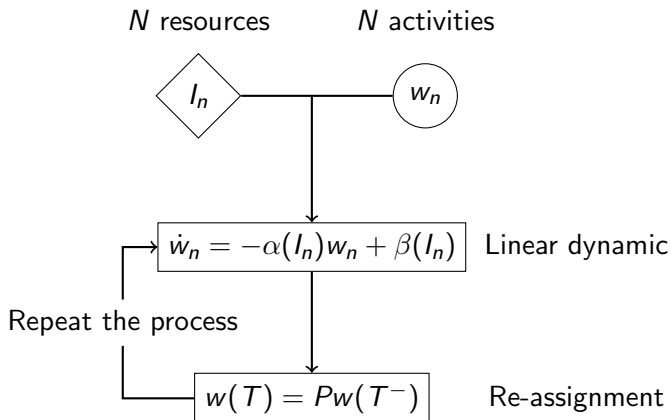 N resources N activities
I_n w_n
ẇ_n = −α(I_n)w_n + β(I_n) Linear dynamic
Repeat the process
w(T) = Pw(T⁻) Re-assignment